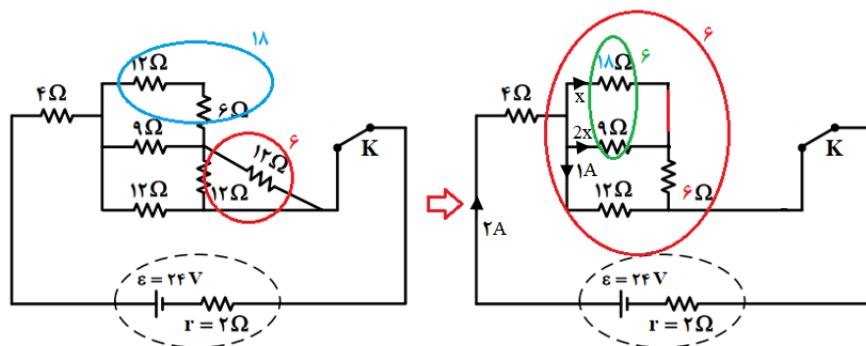 ۱۸
۱۲Ω
۴Ω
۶Ω
۹Ω
۶
۱۲Ω
۱۲Ω
۱۲Ω
K
ε = ۲۴V
r = ۲Ω
۶
۱۸Ω
۶
۴Ω
x
۹Ω
2x
۱A
۱۲Ω
۶Ω
K
۲A
ε = ۲۴V
r = ۲Ω